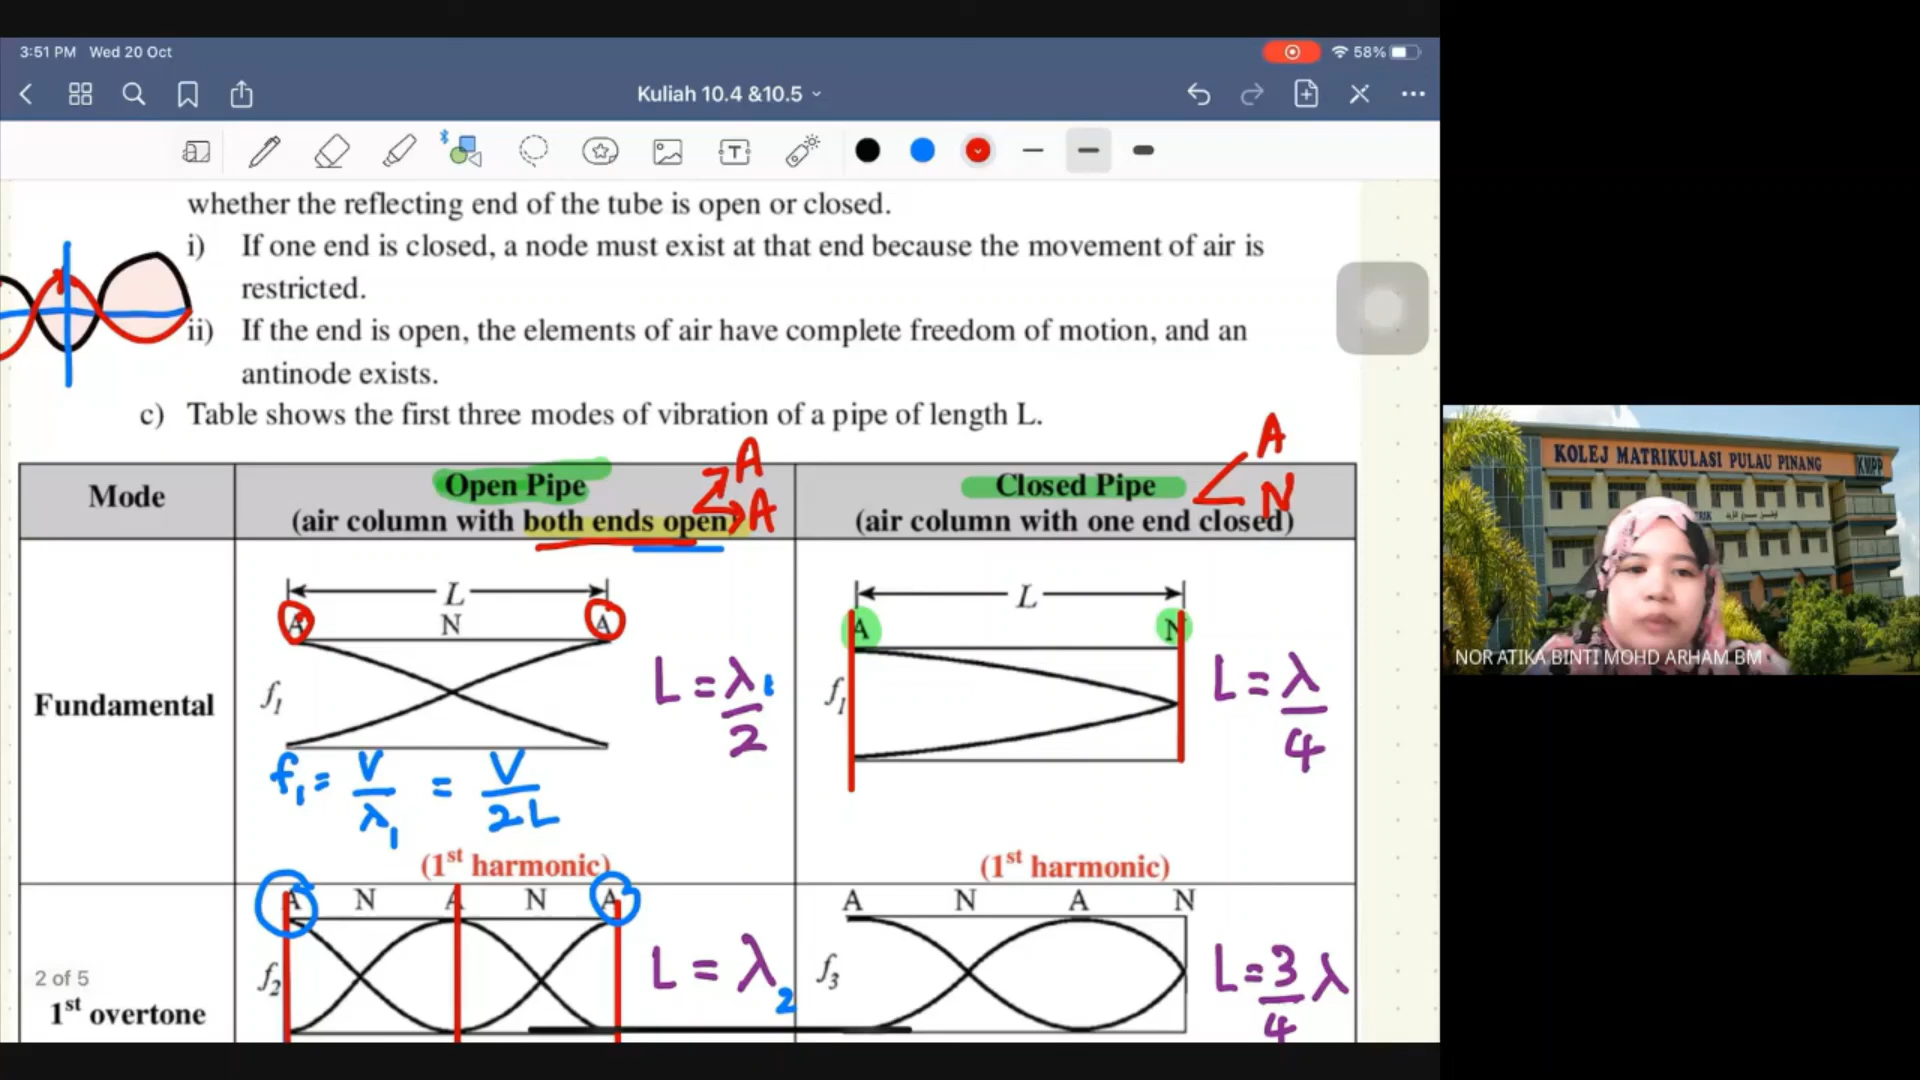 3:51 PM Wed 20 Oct
58%
Kuliah 10.4 &10.5
whether the reflecting end of the tube is open or closed.
i) If one end is closed, a node must exist at that end because the movement of air is
restricted.
ii) If the end is open, the elements of air have complete freedom of motion, and an
antinode exists.
c) Table shows the first three modes of vibration of a pipe of length L.
Mode
Open Pipe
(air column with both ends open)
A
A
Closed Pipe
(air column with one end closed)
A
N
Fundamental
L
A N A
f1
L = λ1/2
f1 = V/λ1 = V/2L
(1st harmonic)
L
A N
f1
L = λ/4
(1st harmonic)
2 of 5
1st overtone
A N A N A
f2
L = λ2
A N A N
f3
L = 3/4 λ
KOLEJ MATRIKULASI PULAU PINANG
KMPP
NOR ATIKA BINTI MOHD ARHAM BM